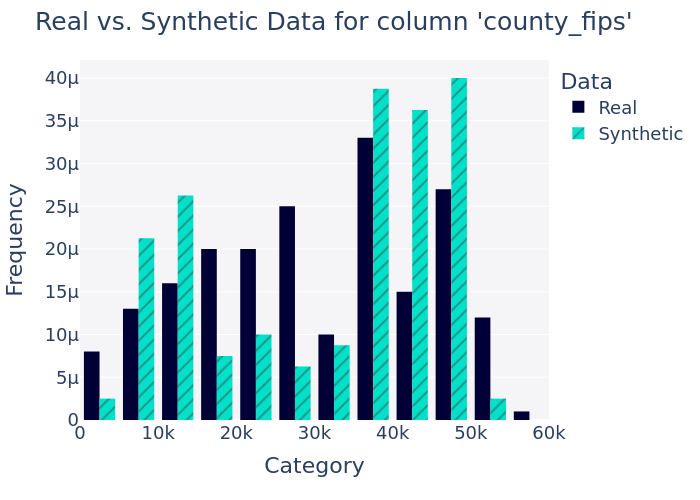 Real vs. Synthetic Data for column 'county_fips'
Data
Real
Synthetic
Frequency
40μ
35μ
30μ
25μ
20μ
15μ
10μ
5μ
0
0 10k 20k 30k 40k 50k 60k
Category